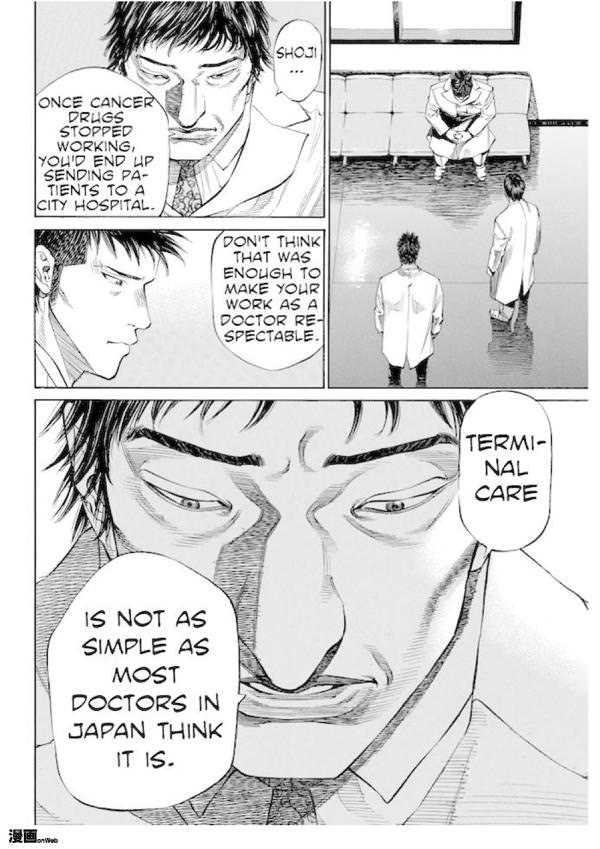 SHOJI
...
ONCE CANCER
DRUGS
STOPPED
WORKING,
YOU'D END UP
SENDING PA-
TIENTS TO A
CITY HOSPITAL.
DON'T THINK
THAT WAS
ENOUGH TO
MAKE YOUR
WORK AS A
DOCTOR RE-
SPECTABLE.
TERMI-
NAL
CARE
IS NOT AS
SIMPLE AS
MOST
DOCTORS IN
JAPAN THINK
IT IS.
漫画 on Web